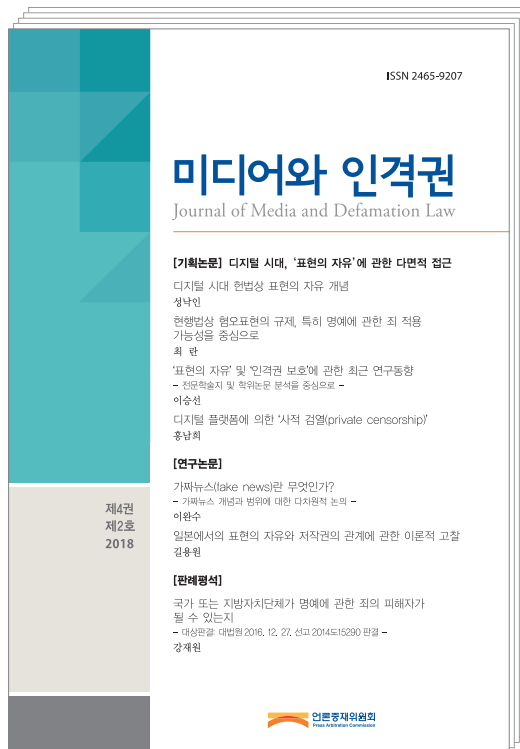 ISSN 2465-9207
미디어와 인격권
Journal of Media and Defamation Law
[기획논문] 디지털 시대, ‘표현의 자유’에 관한 다면적 접근
디지털 시대 헌법상 표현의 자유 개념
성낙인
현행법상 혐오표현의 규제, 특히 명예에 관한 죄 적용
가능성을 중심으로
최 란
‘표현의 자유’ 및 ‘인격권 보호’에 관한 최근 연구동향
– 전문학술지 및 학위논문 분석을 중심으로 –
이승선
디지털 플랫폼에 의한 ‘사적 검열(private censorship)’
홍남희
[연구논문]
가짜뉴스(fake news)란 무엇인가?
– 가짜뉴스 개념과 범위에 대한 다차원적 논의 –
이완수
일본에서의 표현의 자유와 저작권의 관계에 관한 이론적 고찰
김용원
[판례평석]
국가 또는 지방자치단체가 명예에 관한 죄의 피해자가
될 수 있는지
– 대상판결: 대법원 2016. 12. 27. 선고 2014도15290 판결 –
강재원
제4권
제2호
2018
언론중재위원회
Press Arbitration Commission